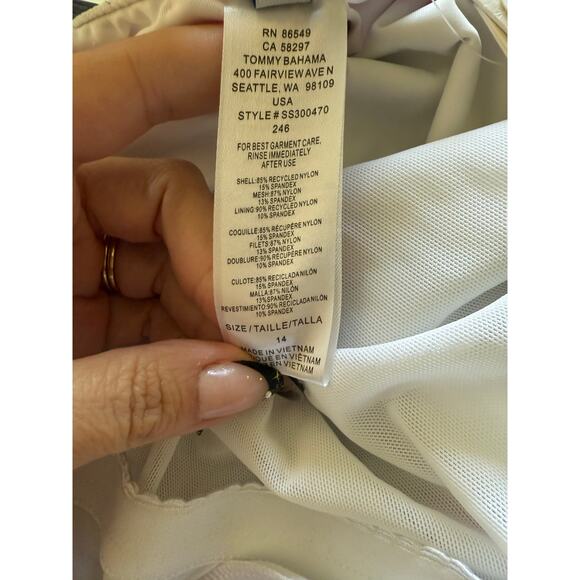 RN 86549
CA 58297
TOMMY BAHAMA
400 FAIRVIEW AVE N
SEATTLE, WA 98109
USA
STYLE # SS300470
246
FOR BEST GARMENT CARE,
RINSE IMMEDIATELY
AFTER USE
SHELL:85% RECYCLED NYLON
15% SPANDEX
MESH:87% NYLON
13% SPANDEX
LINING:90% RECYCLED NYLON
10% SPANDEX
COQUILLE:85% RÉCUPÉRÉ NYLON
15% SPANDEX
FILETS:87% NYLON
13% SPANDEX
DOUBLURE:90% RÉCUPÉRÉ NYLON
10% SPANDEX
CULOTE:85% RECICLADA NILÓN
15% SPANDEX
MALLA:87% NILÓN
13% SPANDEX
REVESTIMIENTO:90% RECICLADA NILÓN
10% SPANDEX
SIZE / TAILLE/TALLA
14
MADE IN VIETNAM
EN VIÊTNAM
EN VIETNAM